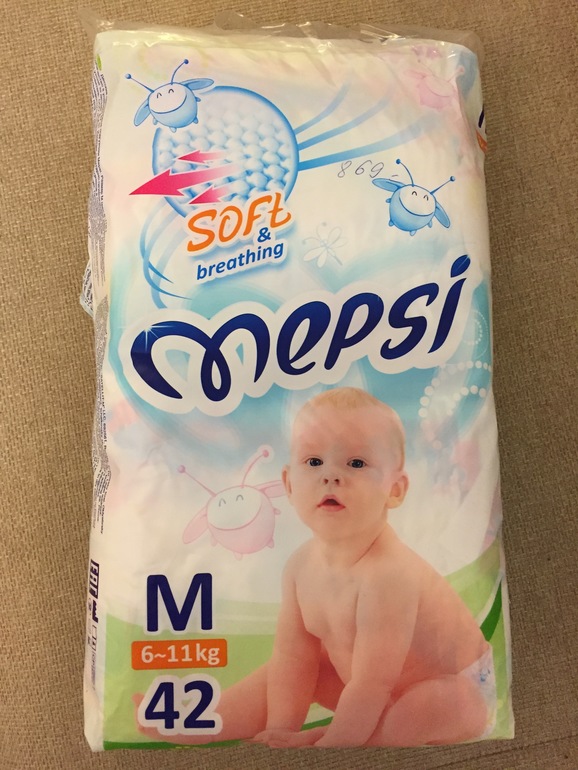 SOFt
&
breathing
869-
mepsi
M
6~11kg
42